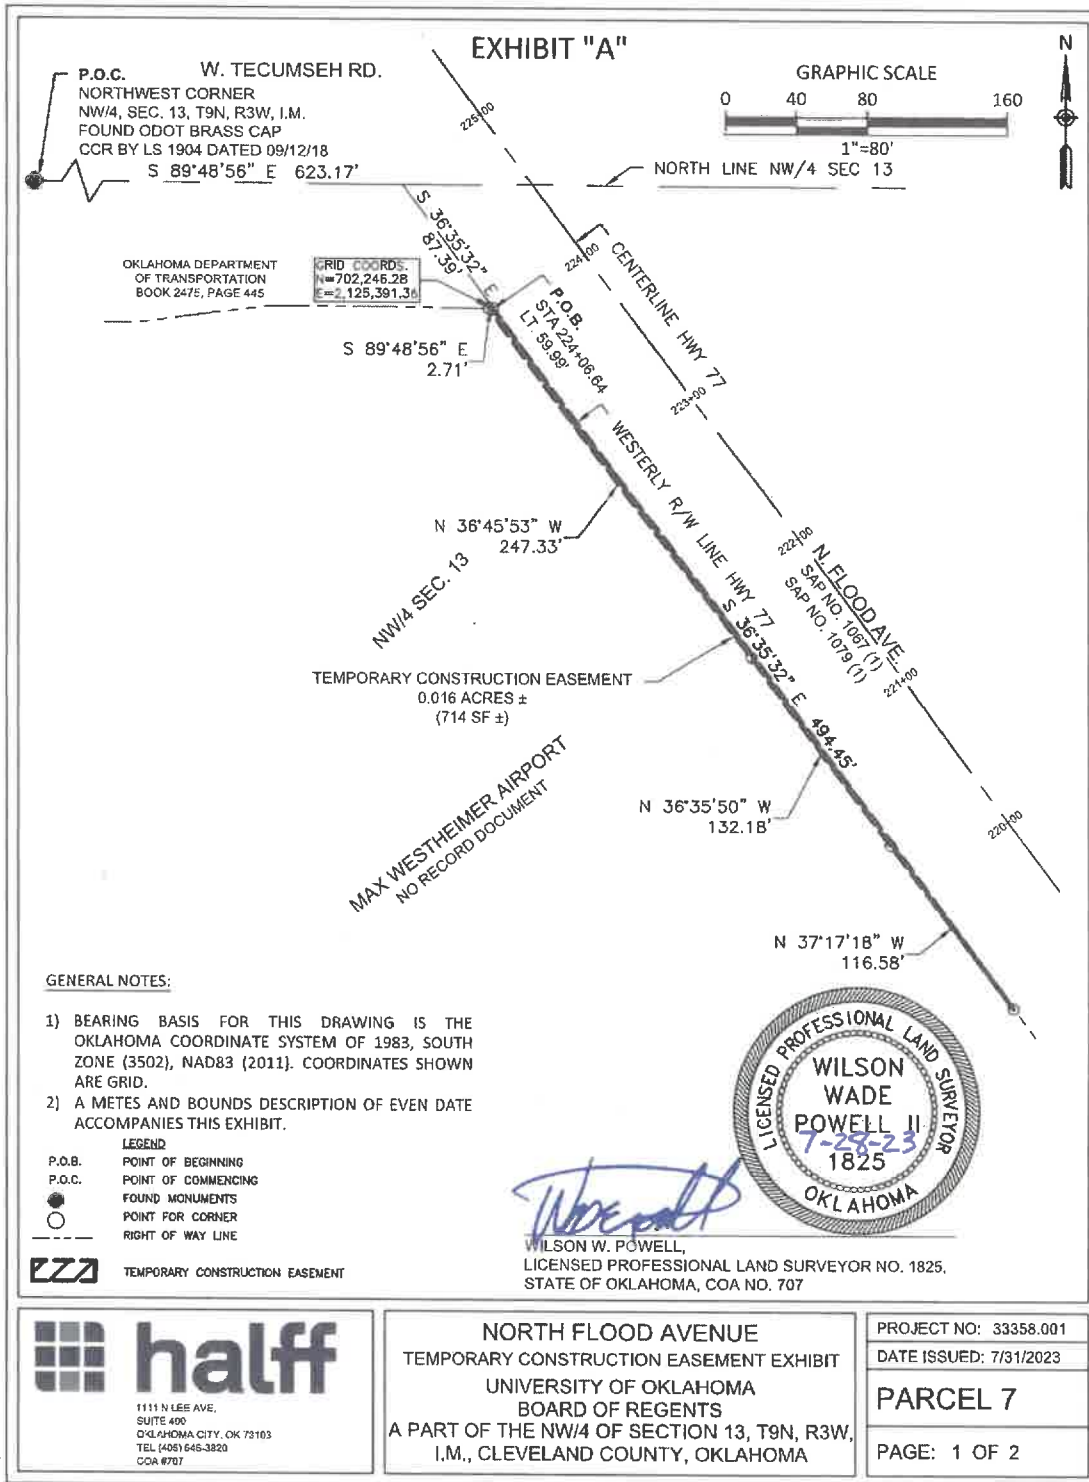 EXHIBIT "A"
P.O.C.
W. TECUMSEH RD.
NORTHWEST CORNER
NW/4, SEC. 13, T9N, R3W, I.M.
FOUND ODOT BRASS CAP
CCR BY LS 1904 DATED 09/12/18
S 89°48'56" E 623.17'
GRAPHIC SCALE
0 40 80 160
1"=80'
N
NORTH LINE NW/4 SEC 13
225+00
S 36°35'32" E
87.39'
224+00
CENTERLINE HWY 77
OKLAHOMA DEPARTMENT
OF TRANSPORTATION
BOOK 2475, PAGE 445
GRID COORDS.
N=702,246.28
E=2,125,391.36
P.O.B.
STA 224+06.64
LT. 59.99'
S 89°48'56" E
2.71'
223+00
WESTERLY R/W LINE HWY 77
N 36°45'53" W
247.33'
NW/4 SEC. 13
222+00
N. FLOOD AVE.
SAP NO. 1067 (1)
SAP NO. 1079 (1)
221+00
S 36°35'32" E 494.45'
TEMPORARY CONSTRUCTION EASEMENT
0.016 ACRES ±
(714 SF ±)
MAX WESTHEIMER AIRPORT
NO RECORD DOCUMENT
N 36°35'50" W
132.18'
220+00
N 37°17'18" W
116.58'
GENERAL NOTES:
1) BEARING BASIS FOR THIS DRAWING IS THE
OKLAHOMA COORDINATE SYSTEM OF 1983, SOUTH
ZONE (3502), NAD83 (2011). COORDINATES SHOWN
ARE GRID.
2) A METES AND BOUNDS DESCRIPTION OF EVEN DATE
ACCOMPANIES THIS EXHIBIT.
LEGEND
P.O.B. POINT OF BEGINNING
P.O.C. POINT OF COMMENCING
FOUND MONUMENTS
POINT FOR CORNER
RIGHT OF WAY LINE
TEMPORARY CONSTRUCTION EASEMENT
LICENSED PROFESSIONAL LAND SURVEYOR
WILSON
WADE
POWELL II
7-28-23
1825
OKLAHOMA
WILSON W. POWELL,
LICENSED PROFESSIONAL LAND SURVEYOR NO. 1825,
STATE OF OKLAHOMA, COA NO. 707
halff
1111 N LEE AVE,
SUITE 400
OKLAHOMA CITY, OK 73103
TEL (405) 646-3820
COA #707
NORTH FLOOD AVENUE
TEMPORARY CONSTRUCTION EASEMENT EXHIBIT
UNIVERSITY OF OKLAHOMA
BOARD OF REGENTS
A PART OF THE NW/4 OF SECTION 13, T9N, R3W,
I.M., CLEVELAND COUNTY, OKLAHOMA
PROJECT NO: 33358.001
DATE ISSUED: 7/31/2023
PARCEL 7
PAGE: 1 OF 2